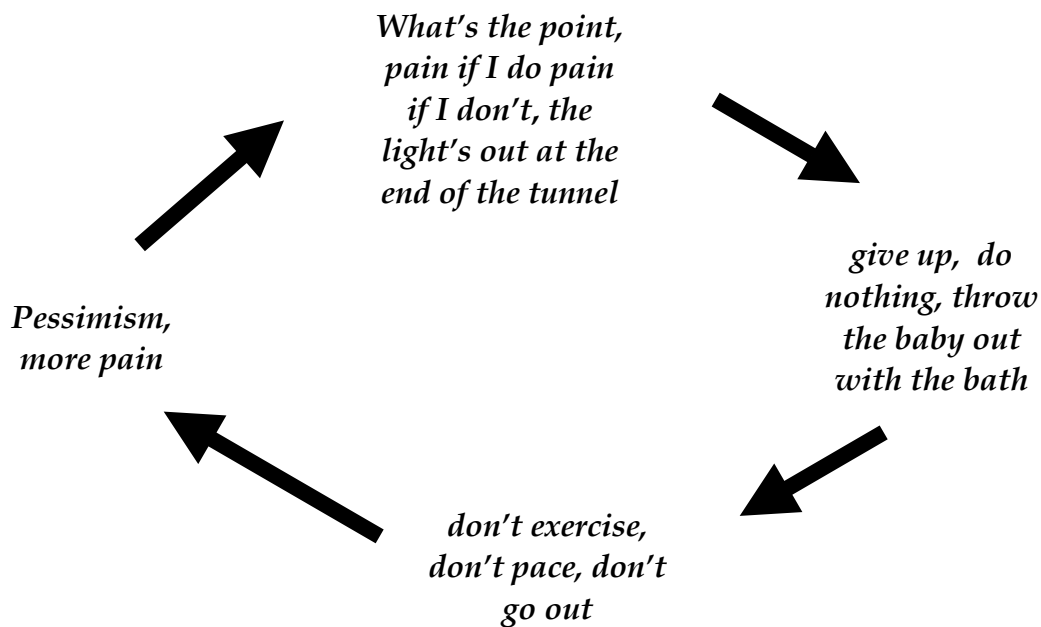 What's the point,
pain if I do pain
if I don't, the
light's out at the
end of the tunnel
give up, do
nothing, throw
the baby out
with the bath
don't exercise,
don't pace, don't
go out
Pessimism,
more pain